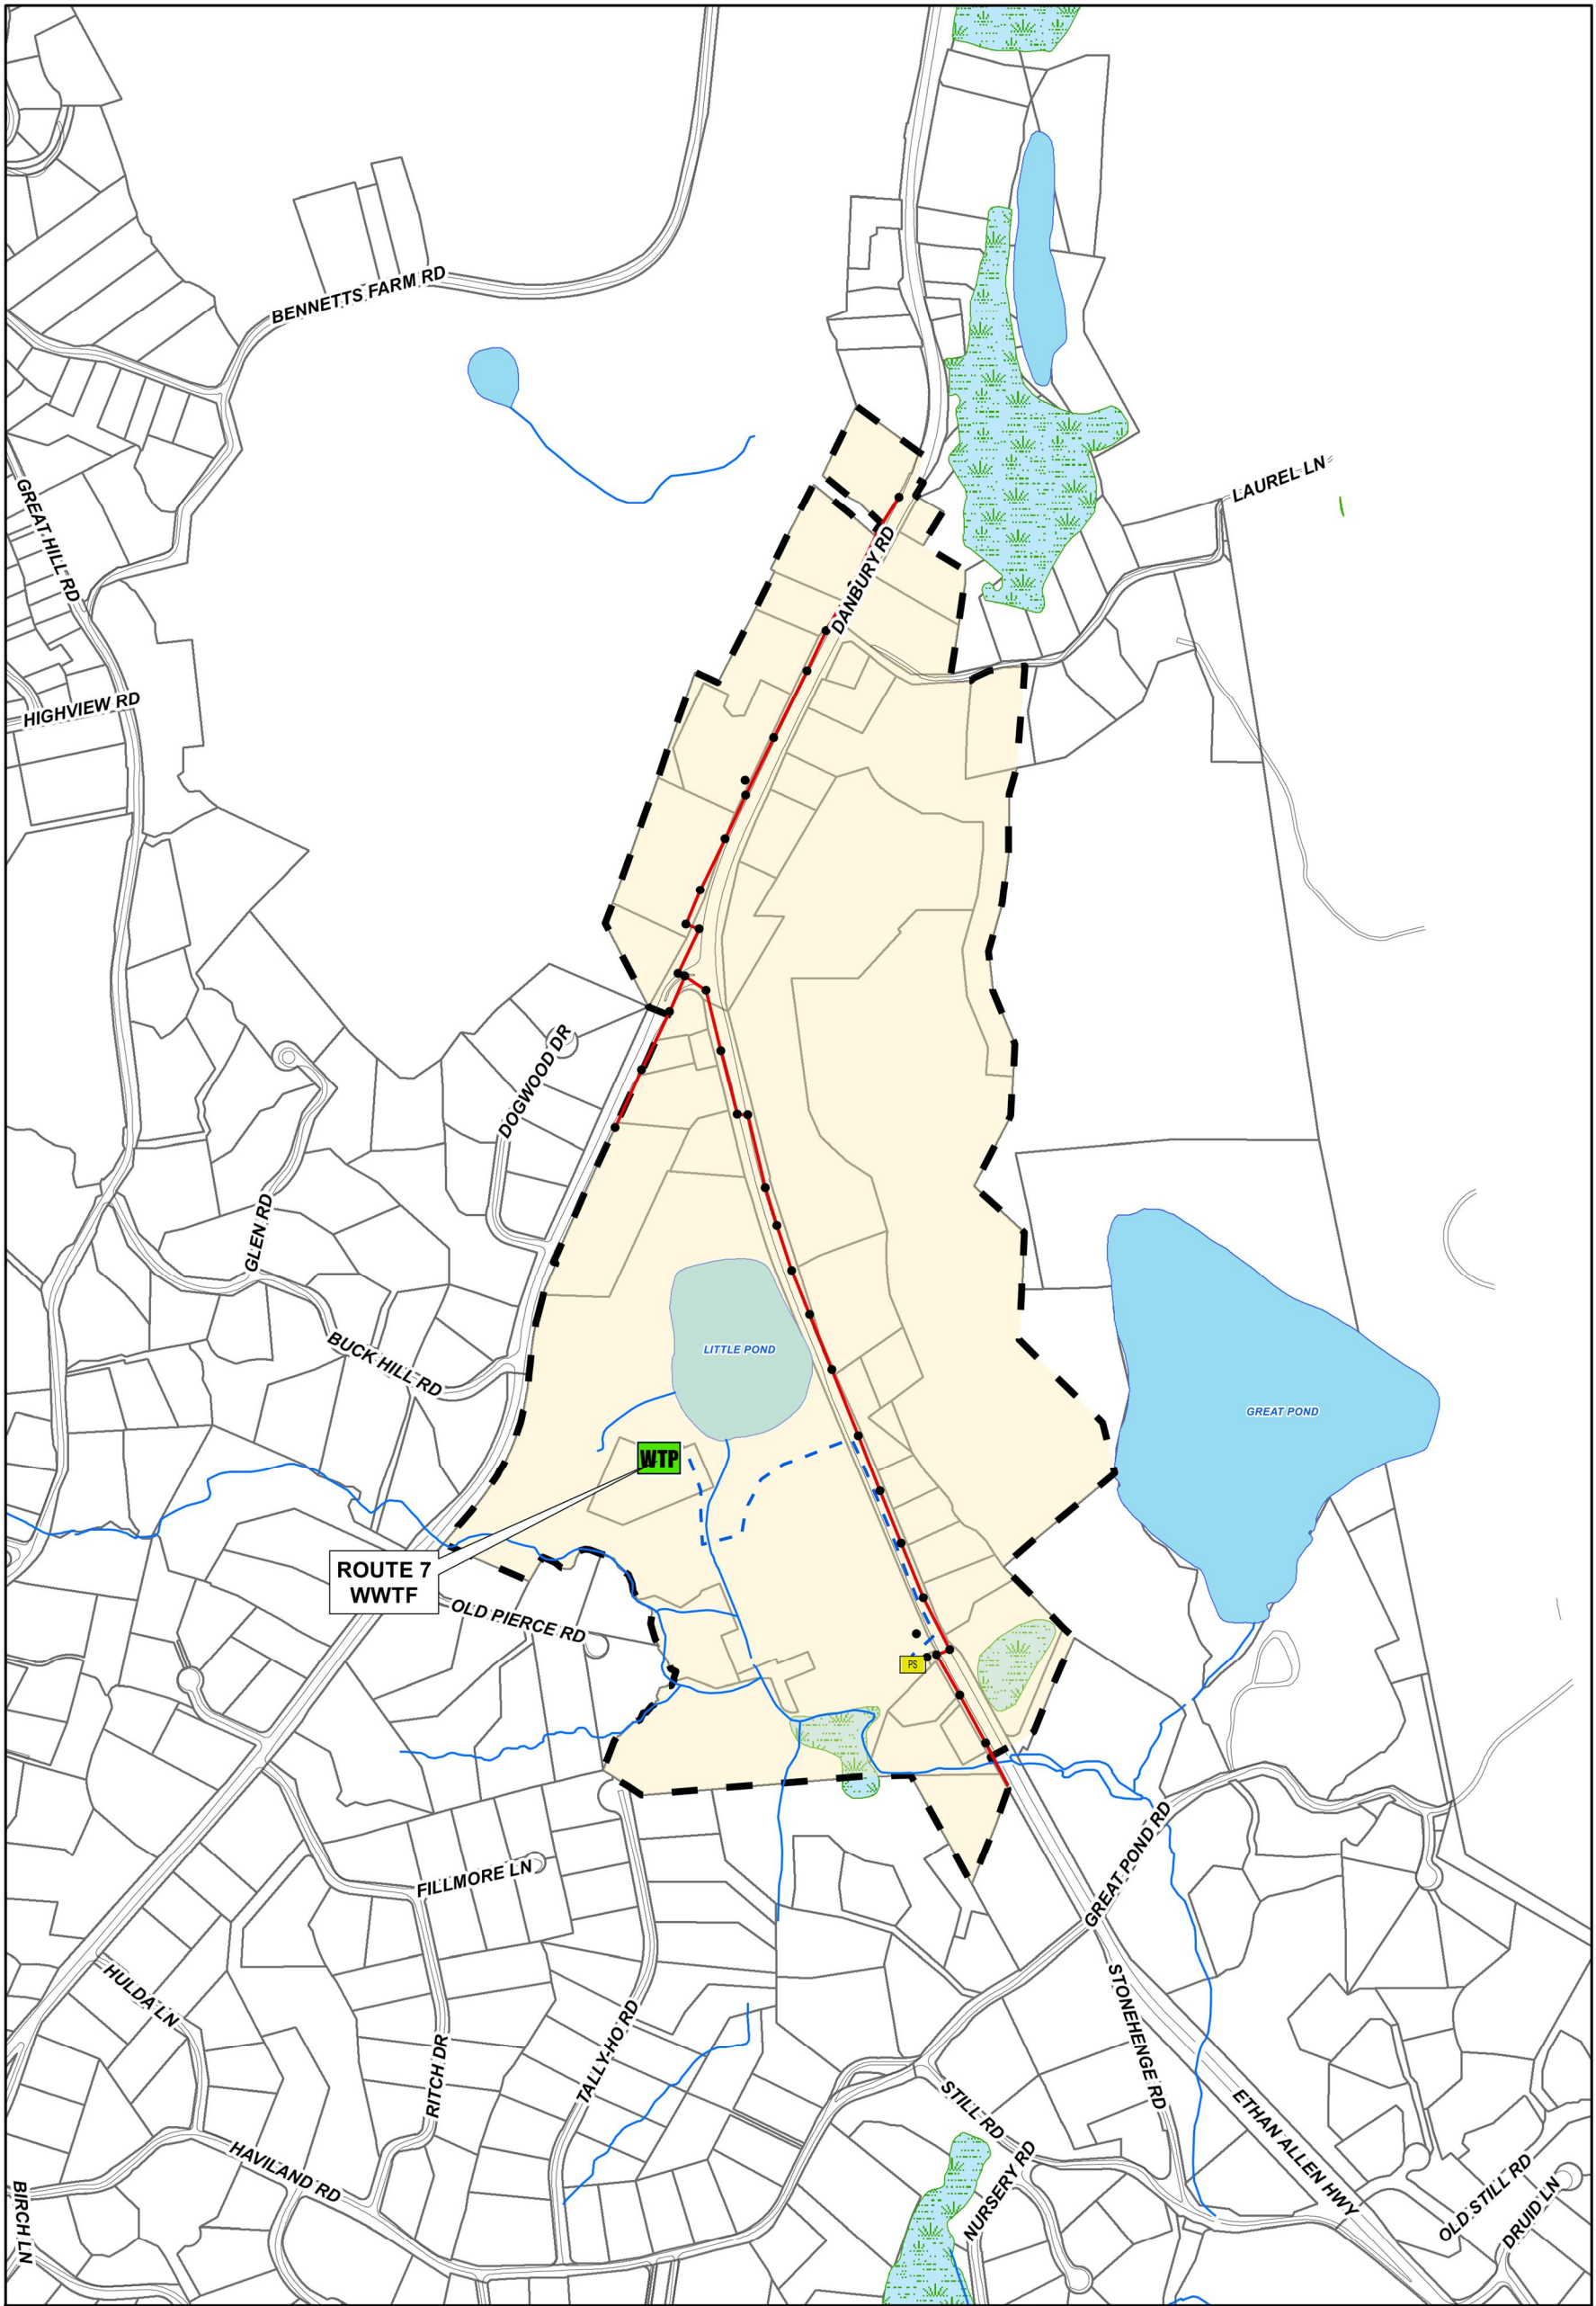 BENNETTS FARM RD
LAUREL LN
GREAT HILL RD
DANBURY RD
HIGHVIEW RD
DOGWOOD DR
GLEN RD
BUCK HILL RD
LITTLE POND
GREAT POND
WTP
ROUTE 7
WWTF
OLD PIERCE RD
PS
GREAT POND RD
FILLMORE LN
HULDA LN
RITCH DR
TALLY-HO RD
STONEHENGE RD
STILL RD
ETHAN ALLEN HWY
HAVILAND RD
NURSERY RD
BIRCH LN
OLD STILL RD
DRUID LN